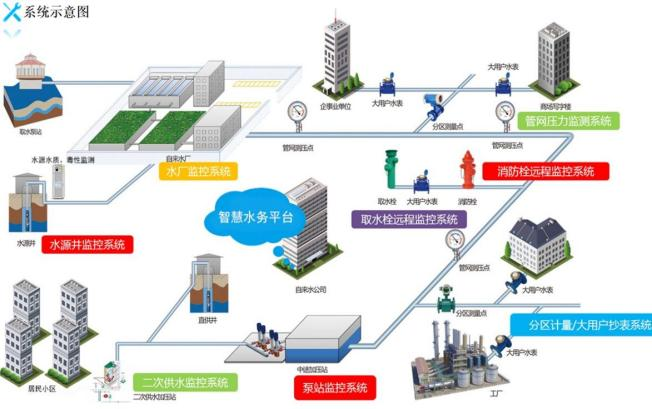 系统示意图
取水泵站
水源水质、毒性监测
自来水厂
水厂监控系统
企事业单位
大用户水表
分区测量点
大用户水表
商场写字楼
管网测压点
管网测压点
管网压力监测系统
消防栓远程监控系统
取水栓
大用户水表
消防栓
取水栓远程监控系统
水源井
水源井监控系统
智慧水务平台
自来水公司
管网测压点
大用户水表
直供井
分区测量点
分区计量/大用户抄表系统
大用户水表
居民小区
二次供水监控系统
二次供水加压站
中途加压站
泵站监控系统
工厂